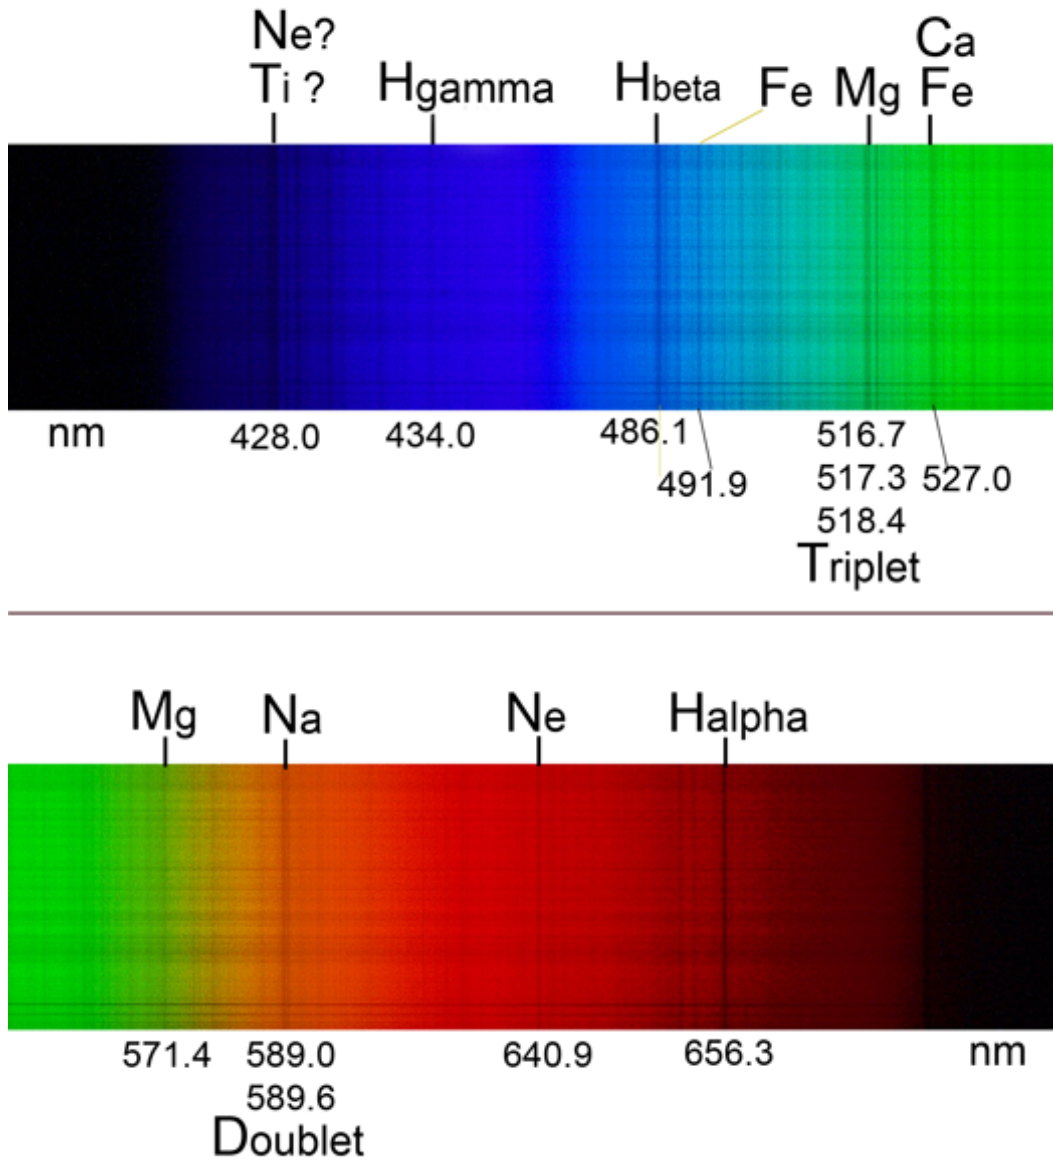 Ne?
Ti ?
Hgamma
Hbeta
Fe
Mg
Ca
Fe
nm
428.0
434.0
486.1
491.9
516.7
517.3
518.4
527.0
Triplet
Mg
Na
Ne
Halpha
571.4
589.0
589.6
Doublet
640.9
656.3
nm